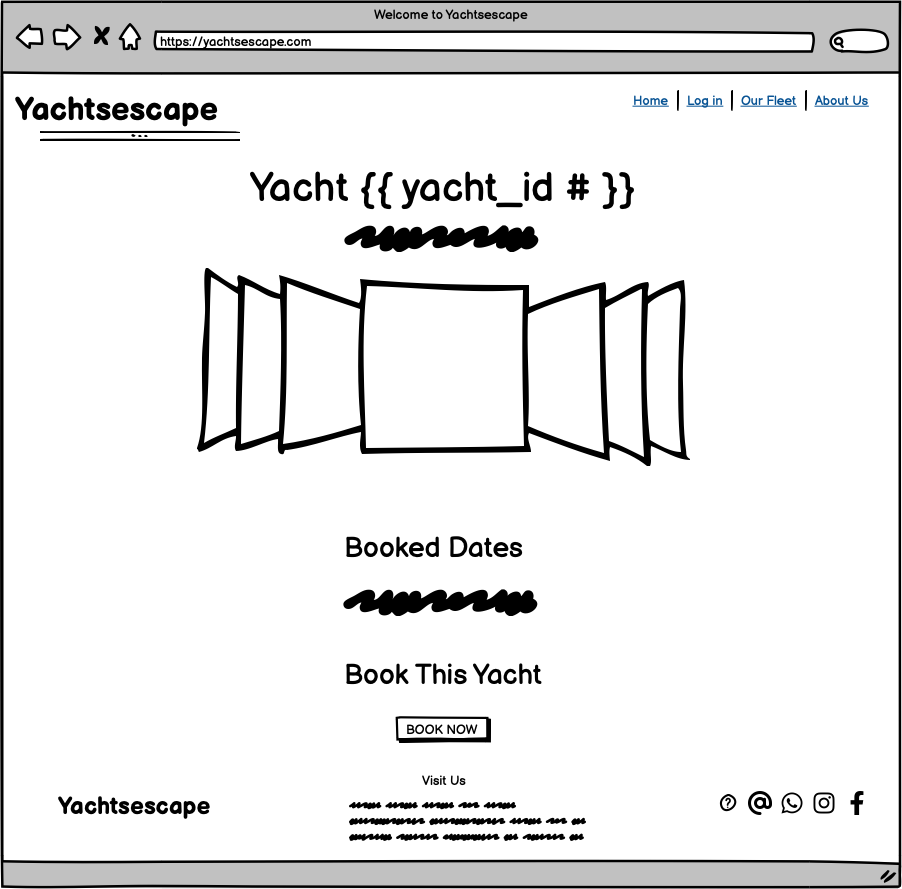 Welcome to Yachtsescape
https://yachtsescape.com
Yachtsescape
Home | Log in | Our Fleet | About Us
Yacht {{ yacht_id # }}
Booked Dates
Book This Yacht
BOOK NOW
Visit Us
Yachtsescape